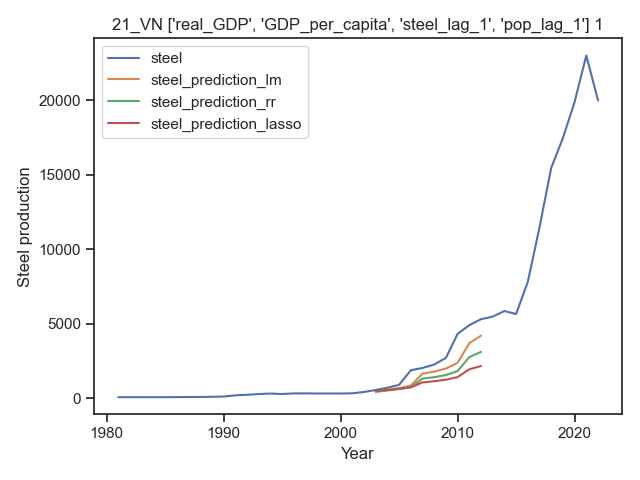 21_VN ['real_GDP', 'GDP_per_capita', 'steel_lag_1', 'pop_lag_1'] 1
steel
steel_prediction_lm
steel_prediction_rr
steel_prediction_lasso
Steel production
20000
15000
10000
5000
0
1980 1990 2000 2010 2020
Year